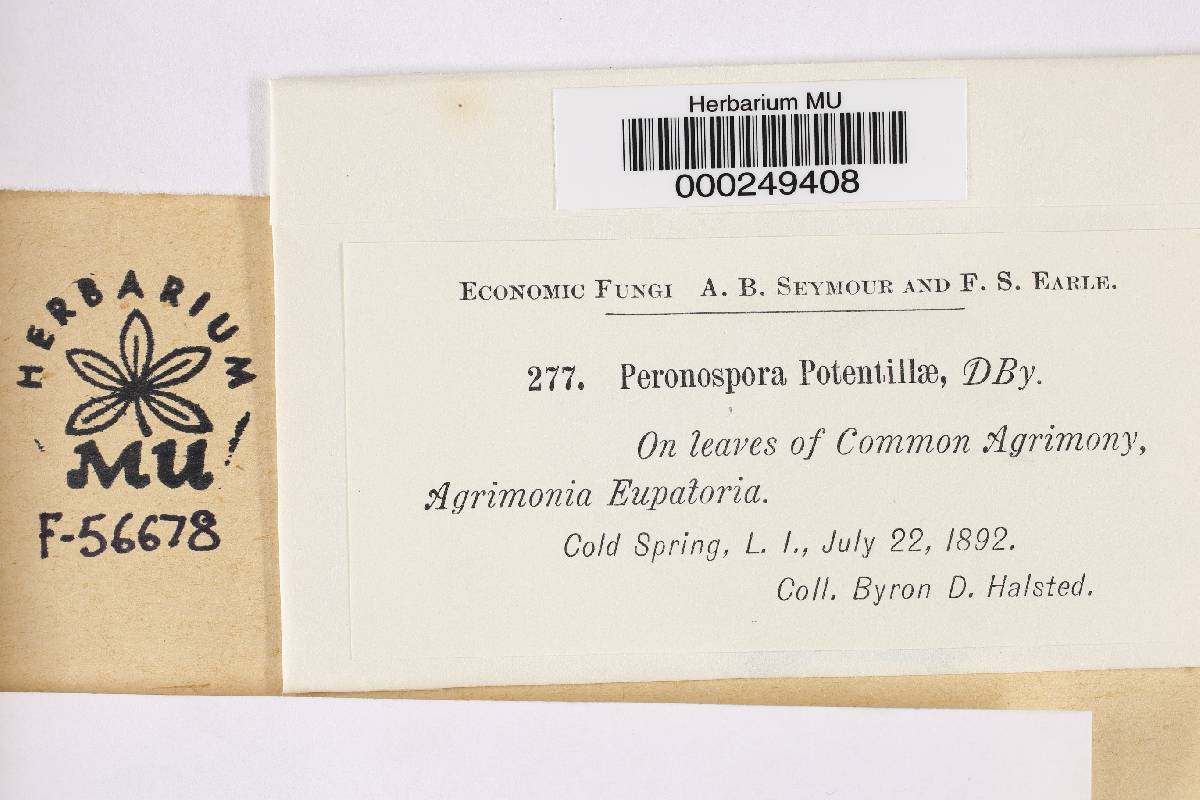 Herbarium MU
000249408
HERBARIUM
MU
F-56678
ECONOMIC FUNGI A. B. SEYMOUR AND F. S. EARLE.
277. Peronospora Potentillæ, DBy.
On leaves of Common Agrimony,
Agrimonia Eupatoria.
Cold Spring, L. I., July 22, 1892.
Coll. Byron D. Halsted.